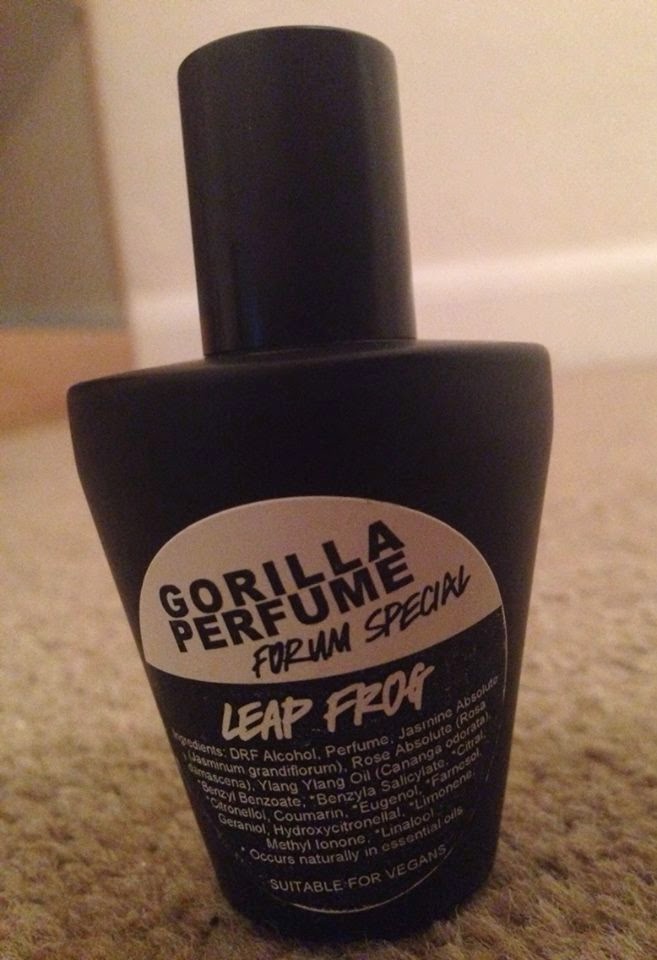 GORILLA
PERFUME
FORUM SPECIAL
LEAP FROG
Ingredients: DRF Alcohol, Perfume, Jasmine Absolute
(Jasminum grandiflorum), Rose Absolute (Rosa
damascena), Ylang Ylang Oil (Cananga odorata),
*Benzyl Benzoate, *Benzyla Salicylate, *Citral,
*Citronellol, Coumarin, *Eugenol, *Farnesol,
Geraniol, Hydroxycitronellal, *Limonene,
Methyl Ionone, *Linalool
* Occurs naturally in essential oils
SUITABLE FOR VEGANS